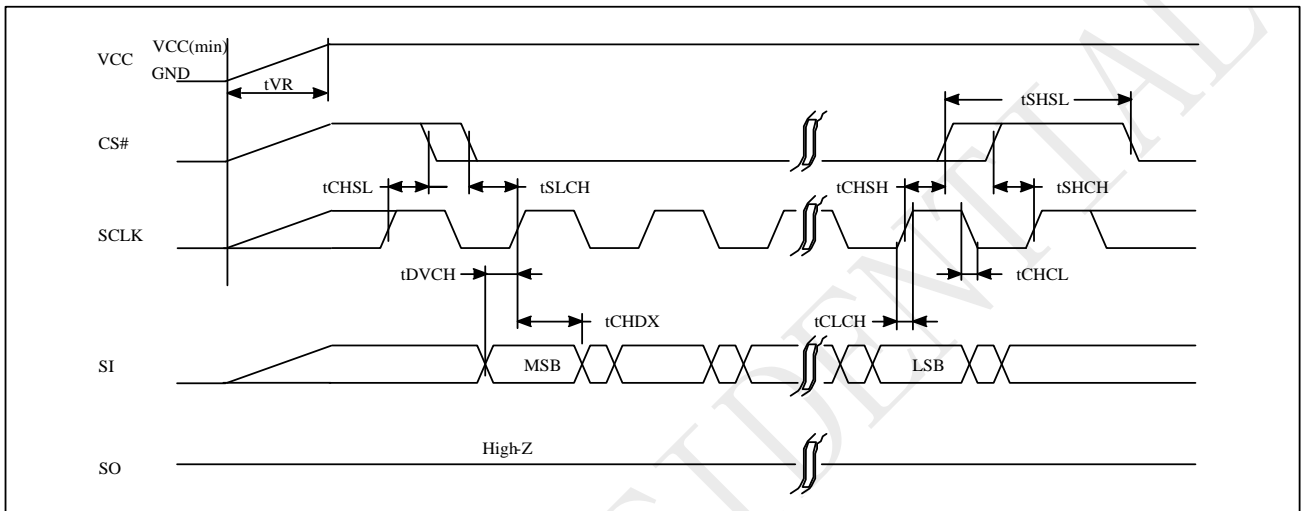 VCC
VCC(min)
GND
tVR
tSHSL
CS#
tCHSL
tSLCH
tCHSH
tSHCH
SCLK
tDVCH
tCHCL
tCHDX
tCLCH
SI
MSB
LSB
High-Z
SO
IDENTIAL